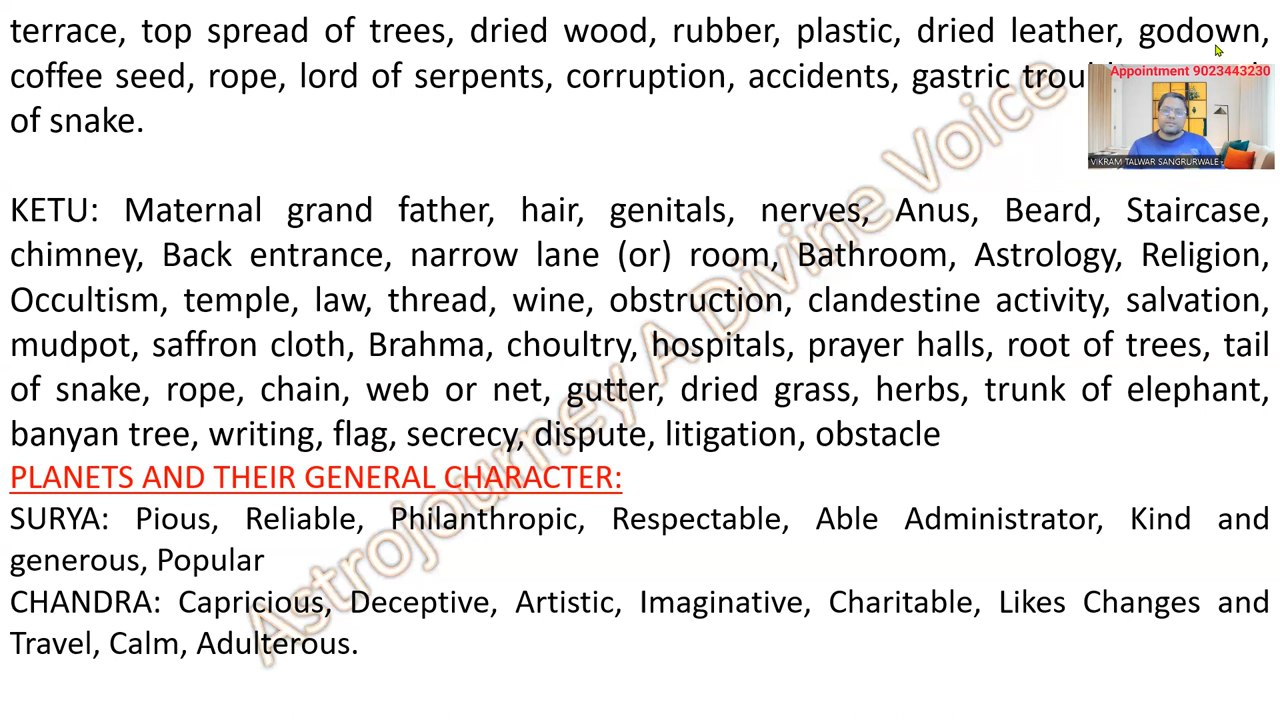 terrace, top spread of trees, dried wood, rubber, plastic, dried leather, godown,
coffee seed, rope, lord of serpents, corruption, accidents, gastric
of snake.
Appointment 9023443230
VIKRAM TALWAR SANGRURWALE
KETU: Maternal grand father, hair, genitals, nerves, Anus, Beard, Staircase,
chimney, Back entrance, narrow lane (or) room, Bathroom, Astrology, Religion,
Occultism, temple, law, thread, wine, obstruction, clandestine activity, salvation,
mudpot, saffron cloth, Brahma, choultry, hospitals, prayer halls, root of trees, tail
of snake, rope, chain, web or net, gutter, dried grass, herbs, trunk of elephant,
banyan tree, writing, flag, secrecy, dispute, litigation, obstacle
PLANETS AND THEIR GENERAL CHARACTER:
SURYA: Pious, Reliable, Philanthropic, Respectable, Able Administrator, Kind and
generous, Popular
CHANDRA: Capricious, Deceptive, Artistic, Imaginative, Charitable, Likes Changes and
Travel, Calm, Adulterous.
Astrojourney A Divine Voice